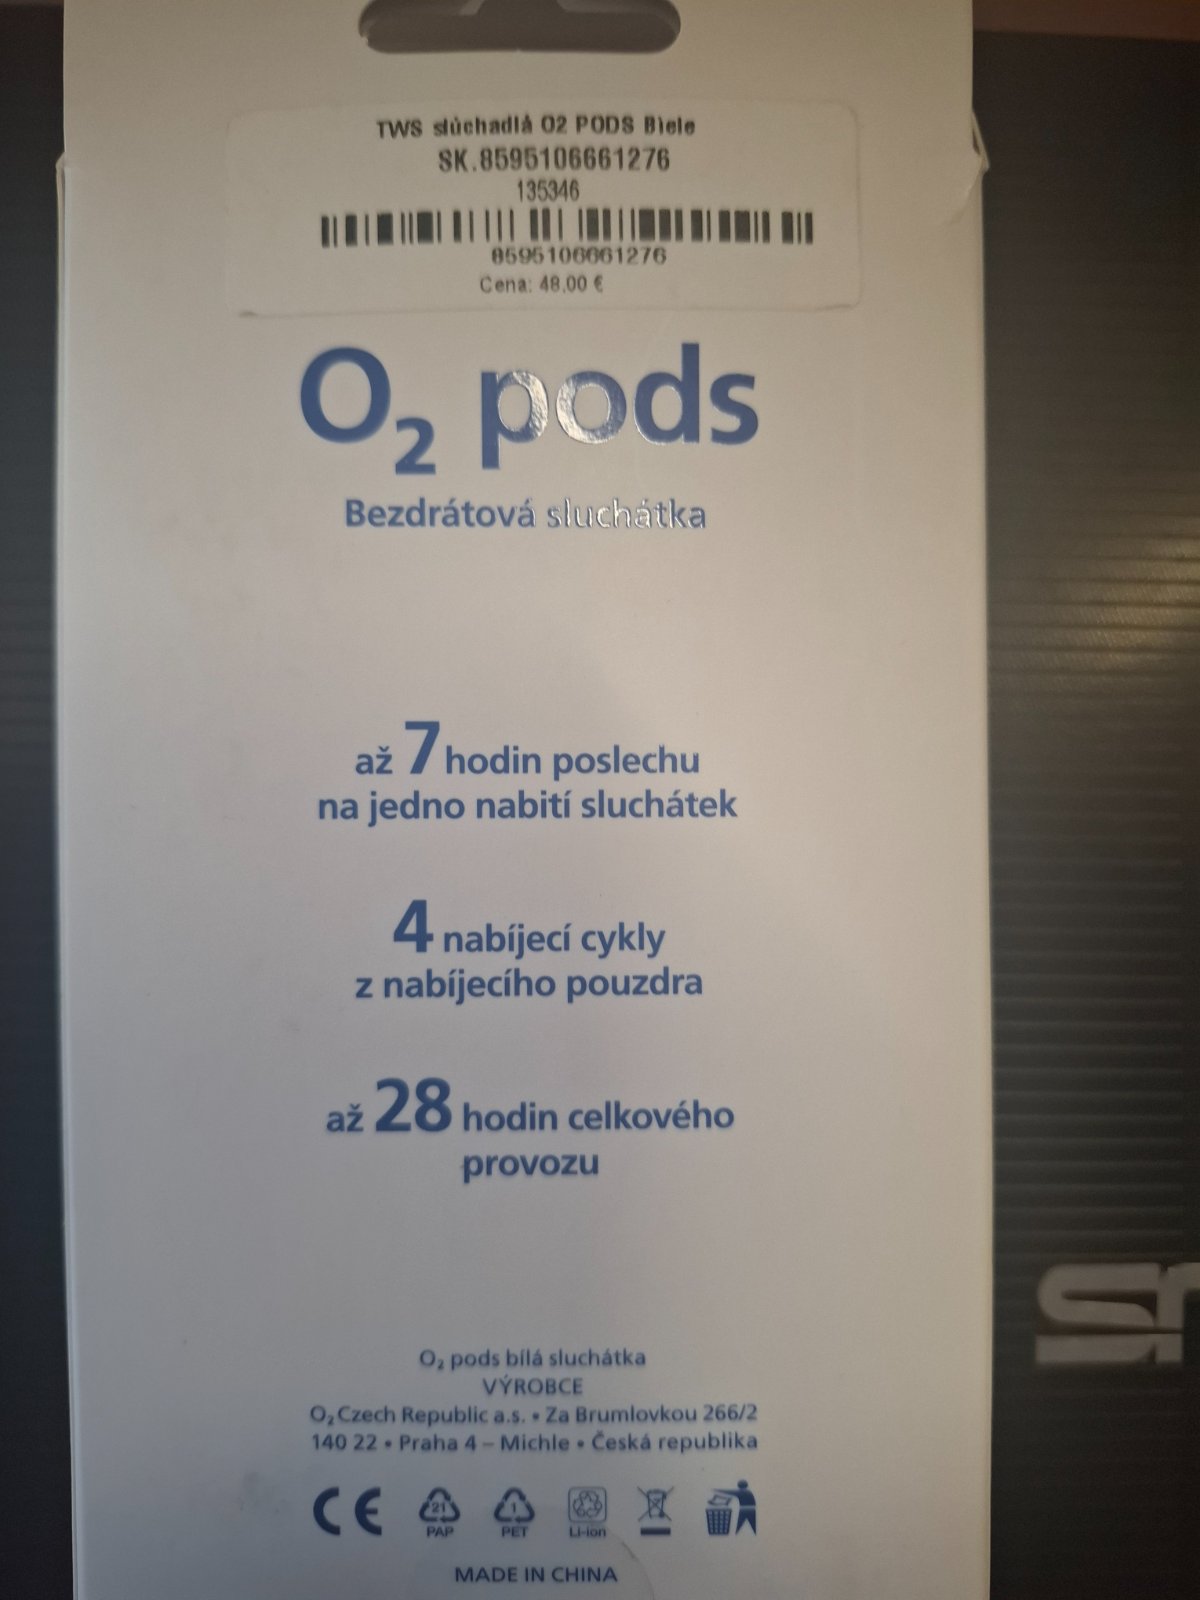 TWS slúchadlá O2 PODS Biele
SK.8595106661276
135346
8595106661276
Cena: 48,00 €
O₂ pods
Bezdrátová sluchátka
až 7 hodin poslechu
na jedno nabití sluchátek
4 nabíjecí cykly
z nabíjecího pouzdra
až 28 hodin celkového
provozu
O₂ pods bílá sluchátka
VÝROBCE
O₂ Czech Republic a.s. • Za Brumlovkou 266/2
140 22 • Praha 4 – Michle • Česká republika
CE
21
PAP
1
PET
Li-ion
MADE IN CHINA